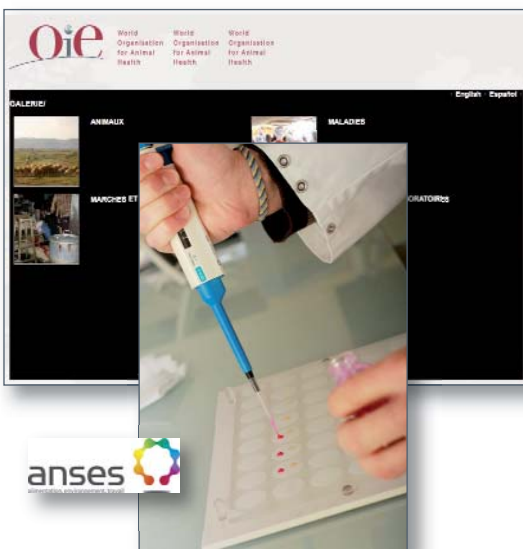 Oie
World Organisation for Animal Health
World Organisation for Animal Health
World Organisation for Animal Health
English · Español
GALERIE/
ANIMAUX
MALADIES
MARCHES ET
ORATOIRES
anses
alimentation, environnement, travail